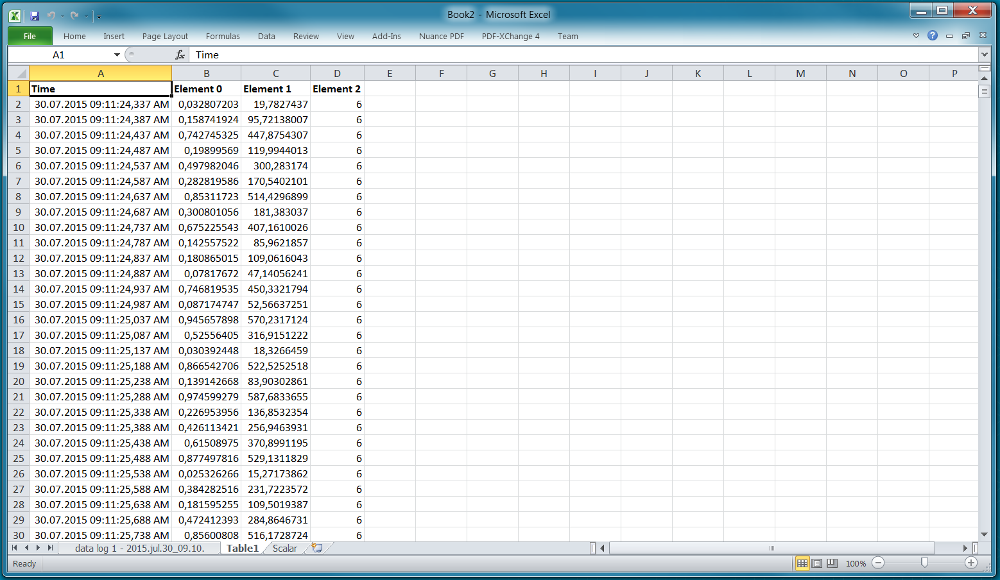 Book2 - Microsoft Excel
File Home Insert Page Layout Formulas Data Review View Add-Ins Nuance PDF PDF-XChange 4 Team
A1 fx Time
A B C D E F G H I J K L M N O P
1 Time Element 0 Element 1 Element 2
2 30.07.2015 09:11:24,337 AM 0,032807203 19,7827437 6
3 30.07.2015 09:11:24,387 AM 0,158741924 95,72138007 6
4 30.07.2015 09:11:24,437 AM 0,742745325 447,8754307 6
5 30.07.2015 09:11:24,487 AM 0,19899569 119,9944013 6
6 30.07.2015 09:11:24,537 AM 0,497982046 300,283174 6
7 30.07.2015 09:11:24,587 AM 0,282819586 170,5402101 6
8 30.07.2015 09:11:24,637 AM 0,85311723 514,4296899 6
9 30.07.2015 09:11:24,687 AM 0,300801056 181,383037 6
10 30.07.2015 09:11:24,737 AM 0,675225543 407,1610026 6
11 30.07.2015 09:11:24,787 AM 0,142557522 85,9621857 6
12 30.07.2015 09:11:24,837 AM 0,180865015 109,0616043 6
13 30.07.2015 09:11:24,887 AM 0,07817672 47,14056241 6
14 30.07.2015 09:11:24,937 AM 0,746819535 450,3321794 6
15 30.07.2015 09:11:24,987 AM 0,087174747 52,56637251 6
16 30.07.2015 09:11:25,037 AM 0,945657898 570,2317124 6
17 30.07.2015 09:11:25,087 AM 0,52556405 316,9151222 6
18 30.07.2015 09:11:25,137 AM 0,030392448 18,3266459 6
19 30.07.2015 09:11:25,188 AM 0,866542706 522,5252518 6
20 30.07.2015 09:11:25,238 AM 0,139142668 83,90302861 6
21 30.07.2015 09:11:25,288 AM 0,974599279 587,6833655 6
22 30.07.2015 09:11:25,338 AM 0,226953956 136,8532354 6
23 30.07.2015 09:11:25,388 AM 0,426113421 256,9463931 6
24 30.07.2015 09:11:25,438 AM 0,61508975 370,8991195 6
25 30.07.2015 09:11:25,488 AM 0,877497816 529,1311829 6
26 30.07.2015 09:11:25,538 AM 0,025326266 15,27173862 6
27 30.07.2015 09:11:25,588 AM 0,384282516 231,7223572 6
28 30.07.2015 09:11:25,638 AM 0,181595255 109,5019387 6
29 30.07.2015 09:11:25,688 AM 0,472412393 284,8646731 6
30 30.07.2015 09:11:25,738 AM 0,85600808 516,1728724 6
data log 1 - 2015.jul.30_09.10. Table1 Scalar
Ready 100%